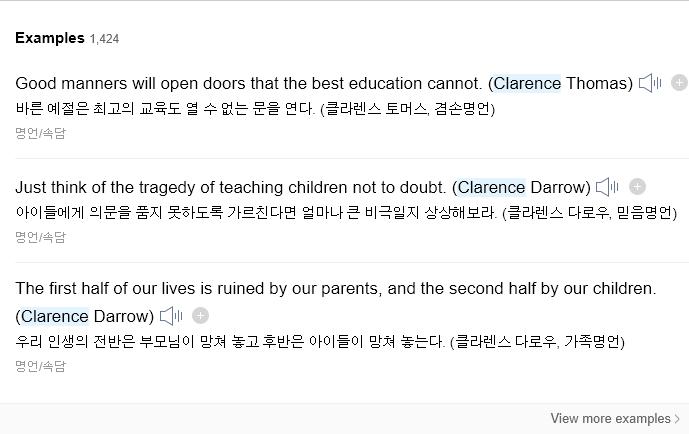 Examples 1,424
Good manners will open doors that the best education cannot. (Clarence Thomas)
바른 예절은 최고의 교육도 열 수 없는 문을 연다. (클라렌스 토머스, 겸손명언)
명언/속담
Just think of the tragedy of teaching children not to doubt. (Clarence Darrow)
아이들에게 의문을 품지 못하도록 가르친다면 얼마나 큰 비극일지 상상해보라. (클라렌스 다로우, 믿음명언)
명언/속담
The first half of our lives is ruined by our parents, and the second half by our children.
(Clarence Darrow)
우리 인생의 전반은 부모님이 망쳐 놓고 후반은 아이들이 망쳐 놓는다. (클라렌스 다로우, 가족명언)
명언/속담
View more examples